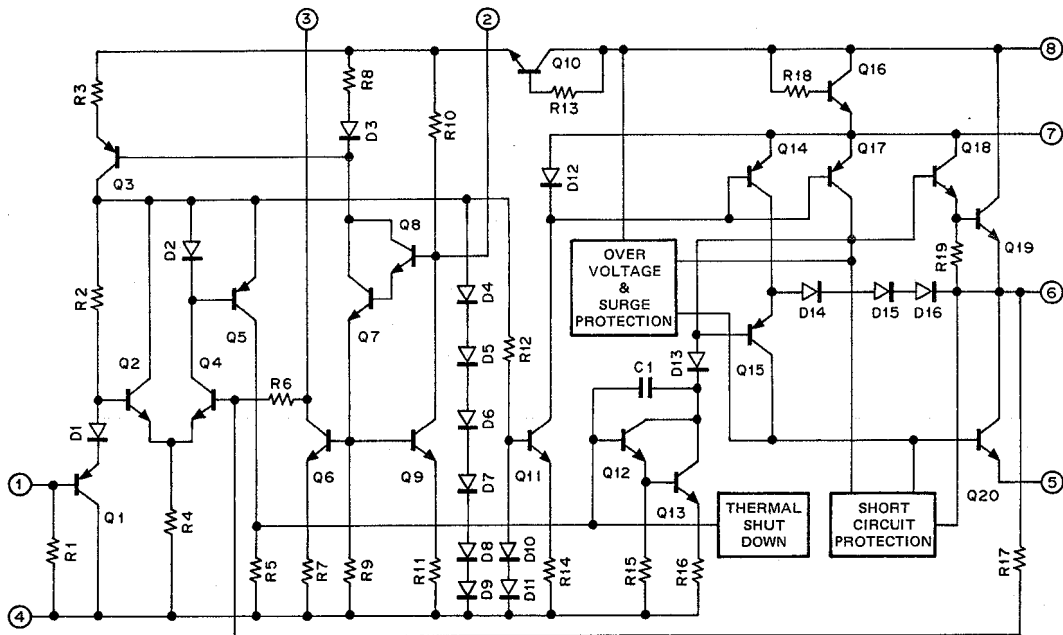 3
2
8
R3
R8
Q10
R13
R18
Q16
R10
D3
7
Q3
D12
Q14
Q17
Q18
D2
Q8
OVER
VOLTAGE
&
SURGE
PROTECTION
R19
Q19
R2
Q5
D4
6
Q7
D14
D15
D16
Q2
Q4
D5
R12
D13
Q15
C1
R6
D1
D6
1
Q1
Q6
Q9
D7
Q11
Q12
Q13
Q20
5
THERMAL
SHUT
DOWN
SHORT
CIRCUIT
PROTECTION
R1
R4
R5
R7
R9
R11
D8
D10
R14
R15
R16
R17
D9
D11
4